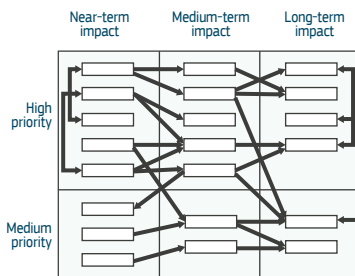 Near-term
impact
Medium-term
impact
Long-term
impact
High
priority
Medium
priority